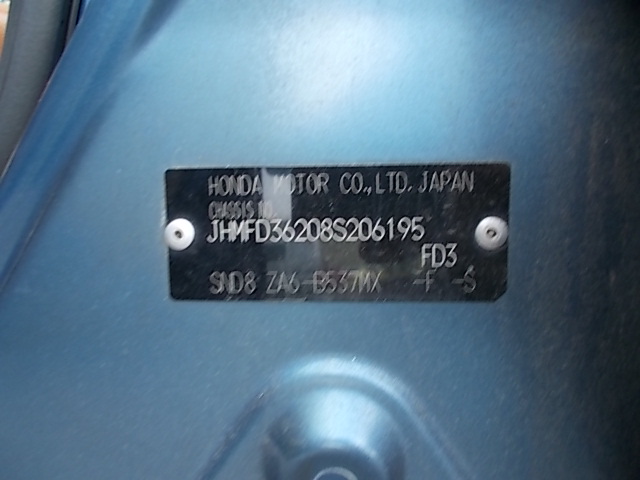 HONDA MOTOR CO.,LTD. JAPAN
CHASSIS NO.
JHMFD36208S206195
FD3
SND8 ZA6-B537MX -F -S